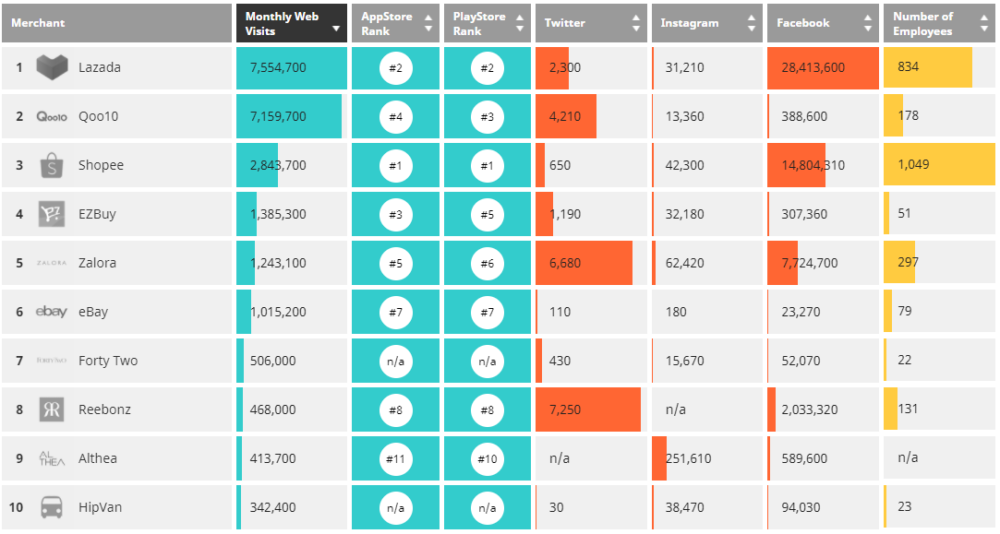 Merchant Monthly Web Visits AppStore Rank PlayStore Rank Twitter Instagram Facebook Number of Employees
1 Lazada 7,554,700 #2 #2 2,300 31,210 28,413,600 834
2 Qoo10 Qoo10 7,159,700 #4 #3 4,210 13,360 388,600 178
3 S Shopee 2,843,700 #1 #1 650 42,300 14,804,310 1,049
4 EZBuy 1,385,300 #3 #5 1,190 32,180 307,360 51
5 ZALORA Zalora 1,243,100 #5 #6 6,680 62,420 7,724,700 297
6 ebay eBay 1,015,200 #7 #7 110 180 23,270 79
7 FORTYTWO Forty Two 506,000 n/a n/a 430 15,670 52,070 22
8 Reebonz 468,000 #8 #8 7,250 n/a 2,033,320 131
9 ALTHEA Althea 413,700 #11 #10 n/a 251,610 589,600 n/a
10 HipVan 342,400 n/a n/a 30 38,470 94,030 23